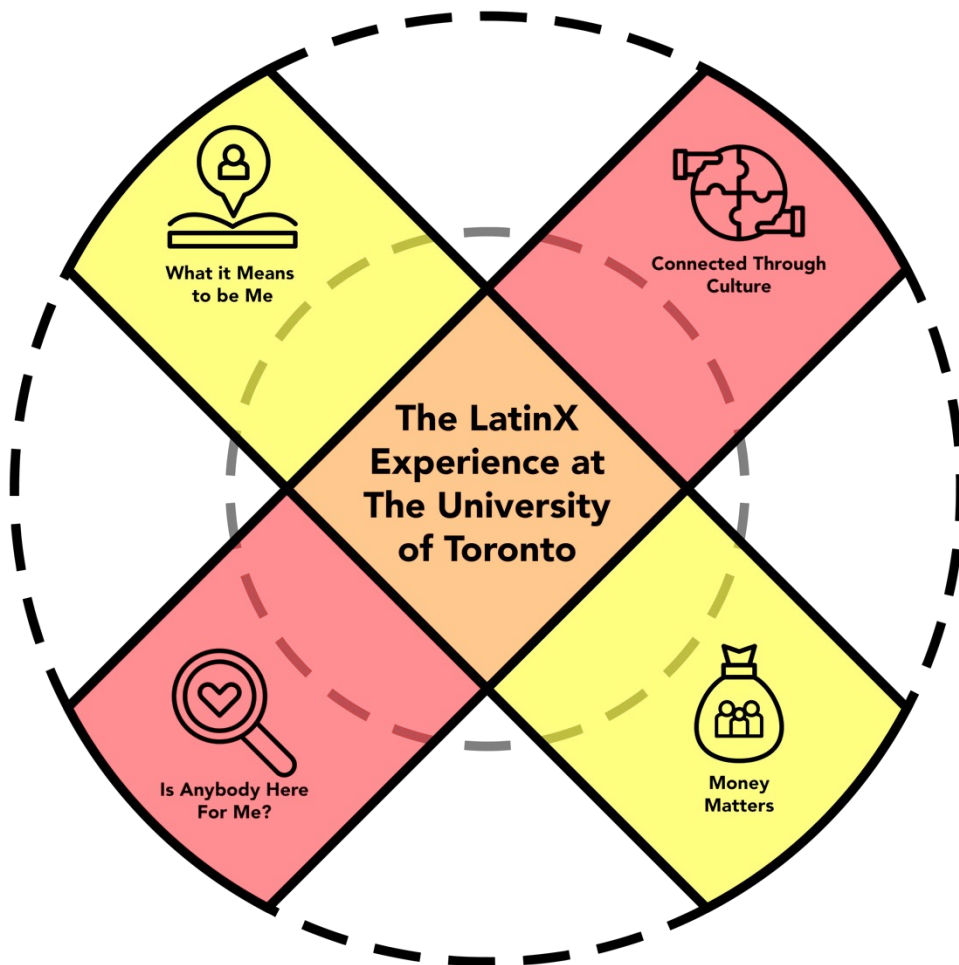 What it Means
to be Me
Connected Through
Culture
The LatinX
Experience at
The University
of Toronto
Is Anybody Here
For Me?
Money
Matters